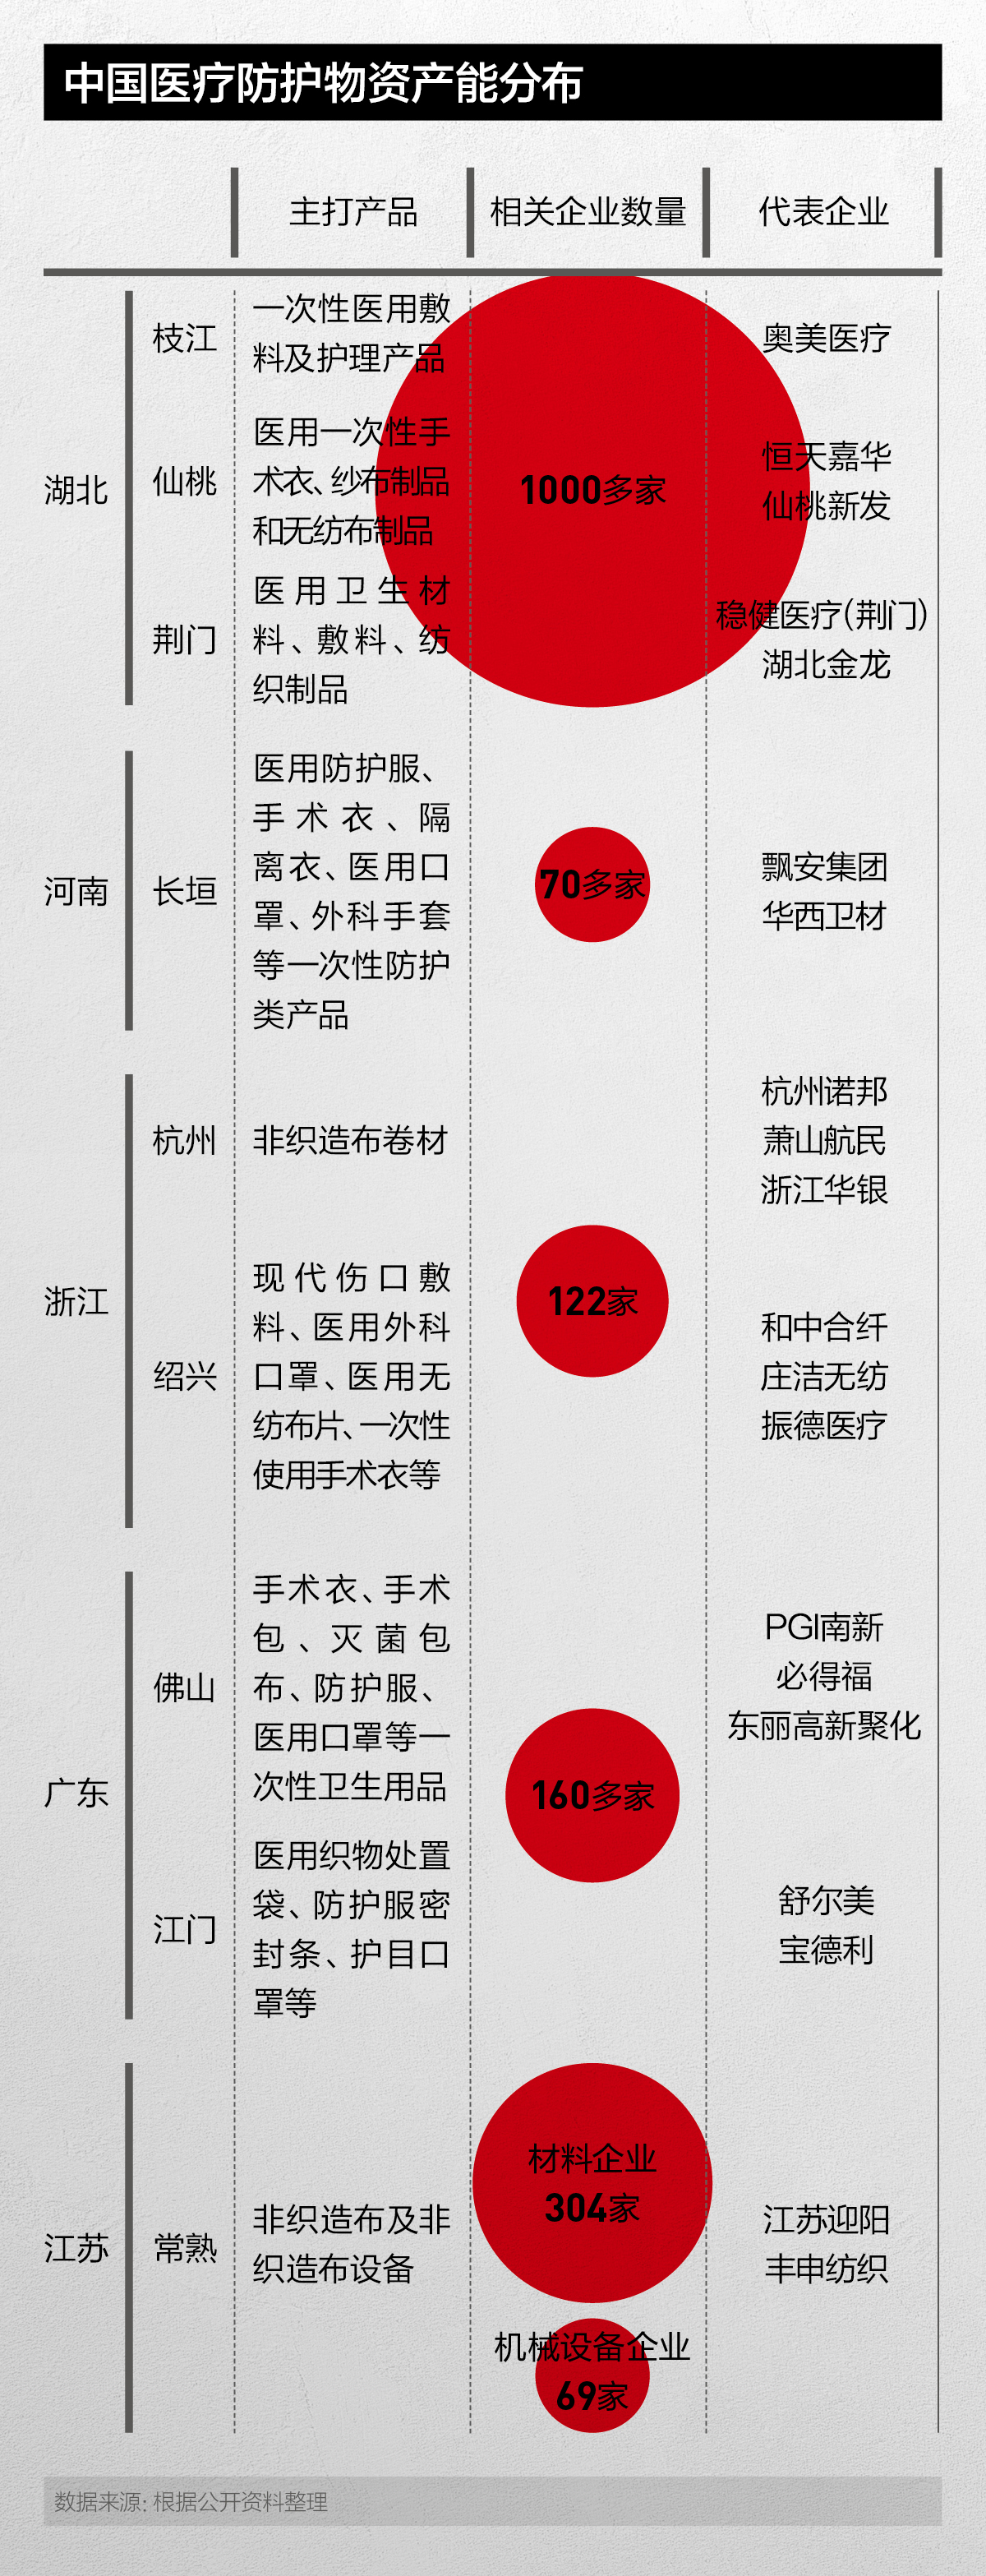 中国医疗防护物资产能分布
主打产品
相关企业数量
代表企业
湖北
枝江
一次性医用敷
料及护理产品
奥美医疗
仙桃
医用一次性手
术衣、纱布制品
和无纺布制品
1000多家
恒天嘉华
仙桃新发
荆门
医用卫生材
料、敷料、纺
织制品
稳健医疗(荆门)
湖北金龙
河南
长垣
医用防护服、
手术衣、隔
离衣、医用口
罩、外科手套
等一次性防护
类产品
70多家
飘安集团
华西卫材
浙江
杭州
非织造布卷材
杭州诺邦
萧山航民
浙江华银
122家
绍兴
现代伤口敷
料、医用外科
口罩、医用无
纺布片、一次性
使用手术衣等
和中合纤
庄洁无纺
振德医疗
广东
佛山
手术衣、手术
包、灭菌包
布、防护服、
医用口罩等一
次性卫生用品
PGI南新
必得福
东丽高新聚化
160多家
江门
医用织物处置
袋、防护服密
封条、护目口
罩等
舒尔美
宝德利
江苏
常熟
非织造布及非
织造布设备
材料企业
304家
机械设备企业
69家
江苏迎阳
丰申纺织
数据来源: 根据公开资料整理